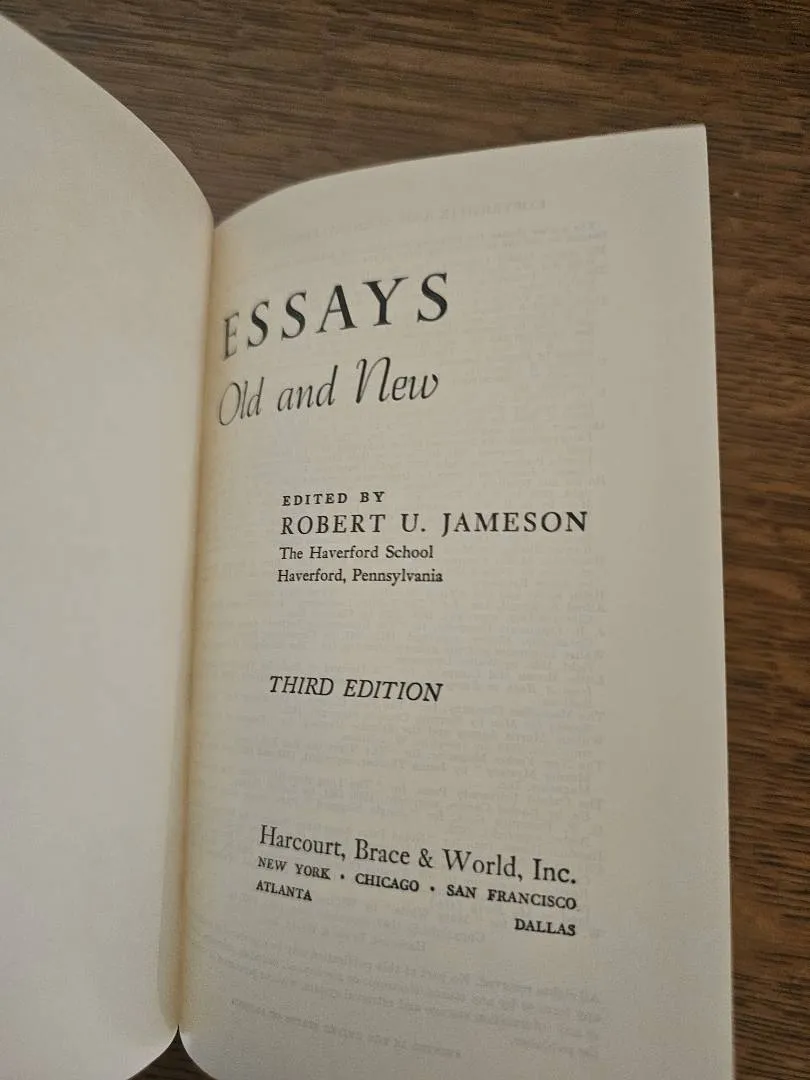 ESSAYS
Old and New
EDITED BY
ROBERT U. JAMESON
The Haverford School
Haverford, Pennsylvania
THIRD EDITION
Harcourt, Brace & World, Inc.
NEW YORK • CHICAGO • SAN FRANCISCO
ATLANTA
DALLAS